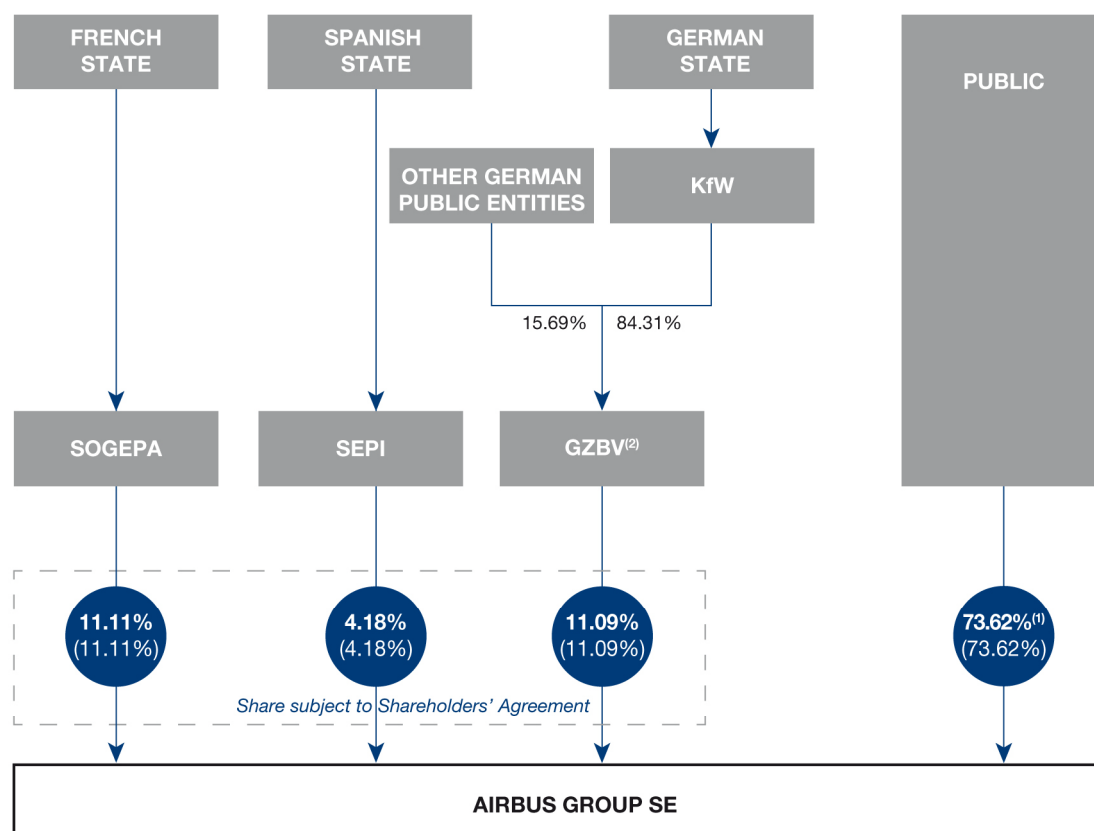 FRENCH
STATE
SPANISH
STATE
GERMAN
STATE
PUBLIC
OTHER GERMAN
PUBLIC ENTITIES
KfW
15.69%
84.31%
SOGEPA
SEPI
GZBV(2)
11.11%
(11.11%)
4.18%
(4.18%)
11.09%
(11.09%)
73.62%(1)
(73.62%)
Share subject to Shareholders’ Agreement
AIRBUS GROUP SE